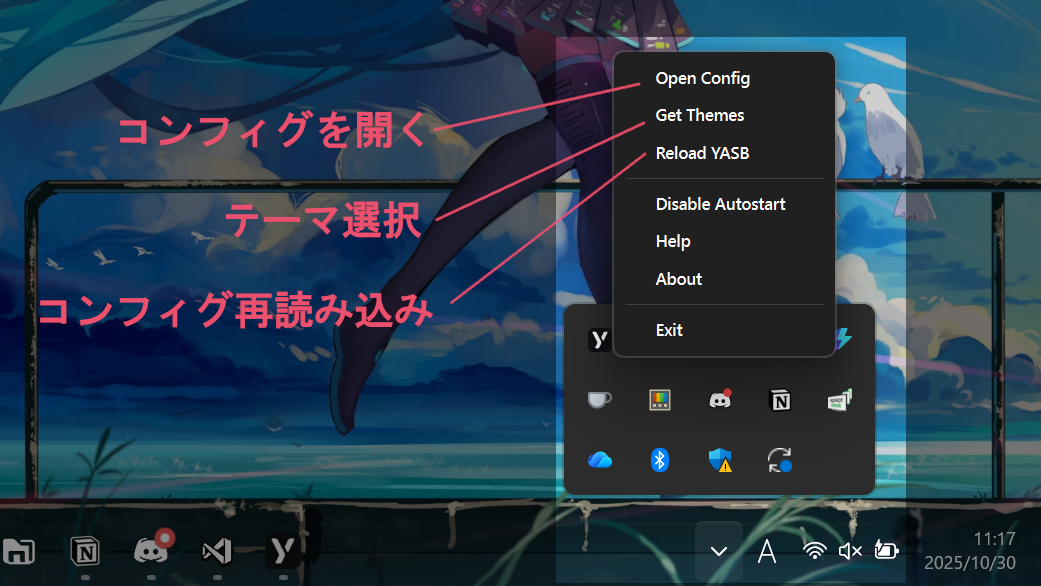 Open Config
コンフィグを開く
Get Themes
Reload YASB
テーマ選択
Disable Autostart
Help
About
コンフィグ再読み込み
Exit
A
11:17
2025/10/30